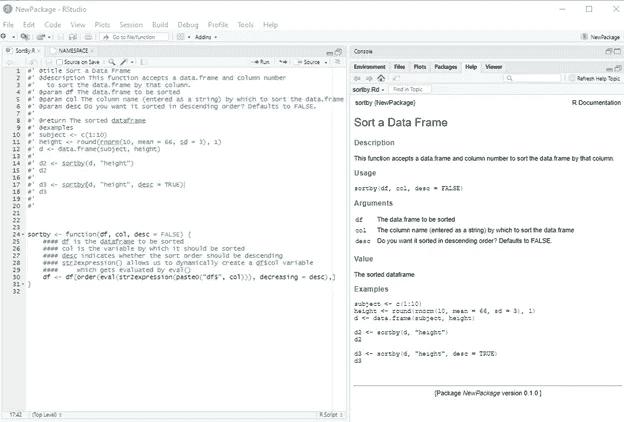 NewPackage - RStudio
File Edit Code View Plots Session Build Debug Profile Tools Help
Go to file/function
Addins
NewPackage
SortBy.R
NAMESPACE
Source on Save
Run
Source
1 #' @title Sort a Data Frame
2 #' @description This function accepts a data.frame and column number
3 #' to sort the data.frame by that column.
4 #' @param df The data.frame to be sorted
5 #' @param col The column name (entered as a string) by which to sort the data.frame
6 #' @param desc Do you want it sorted in descending order? Defaults to FALSE.
7 #'
8 #' @return The sorted dataframe
9 #' @examples
10 #' subject <- c(1:10)
11 #' height <- round(rnorm(10, mean = 66, sd = 3), 1)
12 #' d <- data.frame(subject, height)
13 #'
14 #' d2 <- sortby(d, "height")
15 #' d2
16 #'
17 #' d3 <- sortby(d, "height", desc = TRUE)
18 #' d3
19 #'
20 #'
21
22
23
24 sortby <- function(df, col, desc = FALSE) {
25 #### df is the dataframe to be sorted
26 #### col is the variable by which it should be sorted
27 #### desc indicates whether the sort order should be descending
28 #### str2expression() allows us to dynamically create a df$col variable
29 #### which gets evaluated by eval()
30 df <- df[order(eval(str2expression(paste0("df$", col))), decreasing = desc),]
31 }
32
17:42 (Top Level) R Script
Console
Environment Files Plots Packages Help Viewer
Refresh Help Topic
sortby.Rd Find in Topic
sortby {NewPackage} R Documentation
Sort a Data Frame
Description
This function accepts a data.frame and column number to sort the data.frame by that column.
Usage
sortby(df, col, desc = FALSE)
Arguments
df The data.frame to be sorted
col The column name (entered as a string) by which to sort the data.frame
desc Do you want it sorted in descending order? Defaults to FALSE.
Value
The sorted dataframe
Examples
subject <- c(1:10)
height <- round(rnorm(10, mean = 66, sd = 3), 1)
d <- data.frame(subject, height)
d2 <- sortby(d, "height")
d2
d3 <- sortby(d, "height", desc = TRUE)
d3
[Package NewPackage version 0.1.0 ]